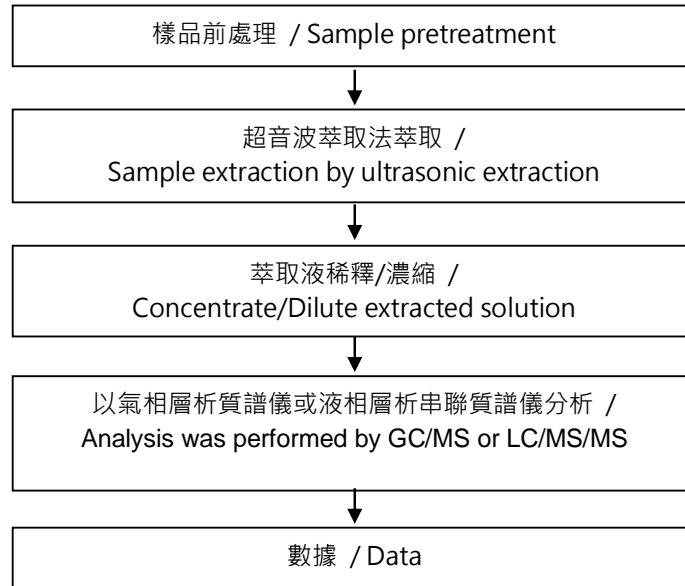 樣品前處理 / Sample pretreatment
超音波萃取法萃取 /
Sample extraction by ultrasonic extraction
萃取液稀釋/濃縮 /
Concentrate/Dilute extracted solution
以氣相層析質譜儀或液相層析串聯質譜儀分析 /
Analysis was performed by GC/MS or LC/MS/MS
數據 / Data